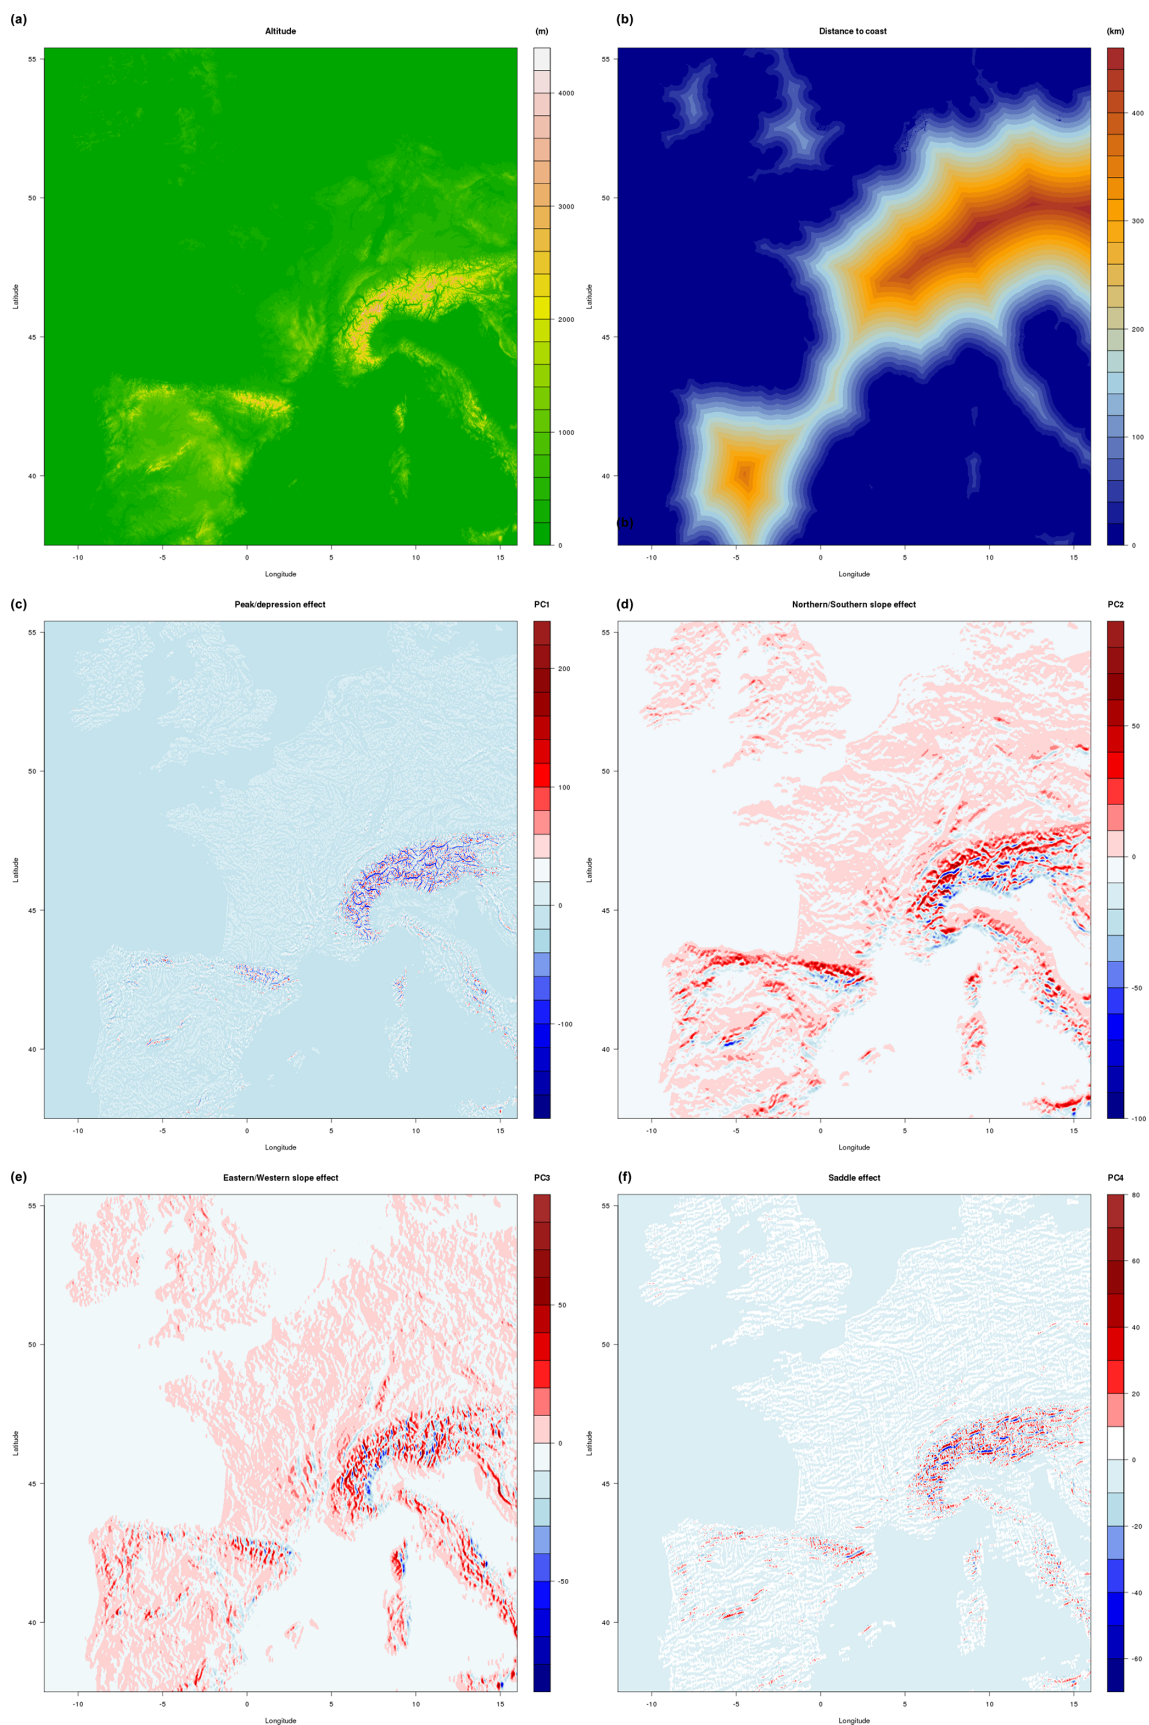 (a)
Altitude
(m)
55
50
45
40
Latitude
-10 -5 0 5 10 15
Longitude
4000
3000
2000
1000
0
(b)
Distance to coast
(km)
55
50
45
40
Latitude
(b)
-10 -5 0 5 10 15
Longitude
400
300
200
100
0
(c)
Peak/depression effect
PC1
55
50
45
40
Latitude
-10 -5 0 5 10 15
Longitude
200
100
0
-100
(d)
Northern/Southern slope effect
PC2
55
50
45
40
Latitude
-10 -5 0 5 10 15
Longitude
50
0
-50
-100
(e)
Eastern/Western slope effect
PC3
55
50
45
40
Latitude
-10 -5 0 5 10 15
Longitude
50
0
-50
(f)
Saddle effect
PC4
55
50
45
40
Latitude
-10 -5 0 5 10 15
Longitude
80
60
40
20
0
-20
-40
-60